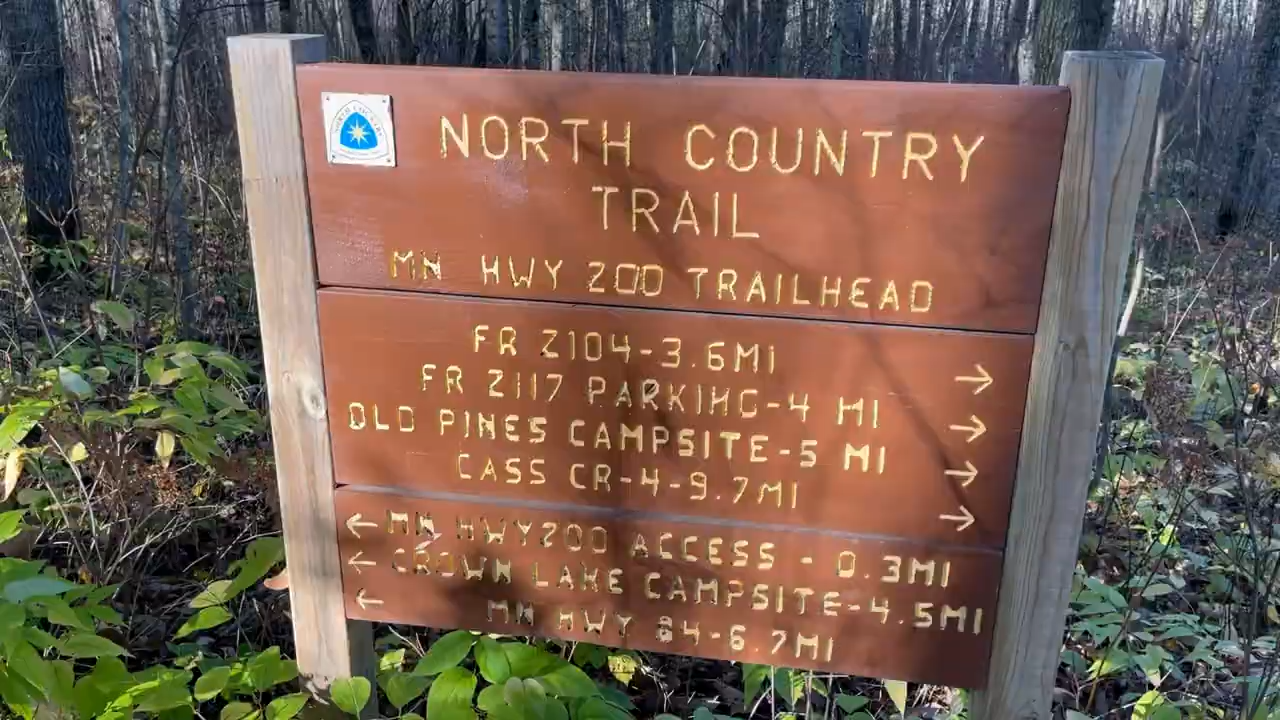 NORTH COUNTRY
NORTH COUNTRY
TRAIL
MN HWY 200 TRAILHEAD
FR 2104-3.6MI →
FR 2117 PARKING-4 MI →
OLD PINES CAMPSITE-5 MI →
CASS CR-4-9.7MI →
← MN HWY200 ACCESS - 0.3MI
← CROWN LAKE CAMPSITE-4.5MI
← MN HWY 84-6.7MI